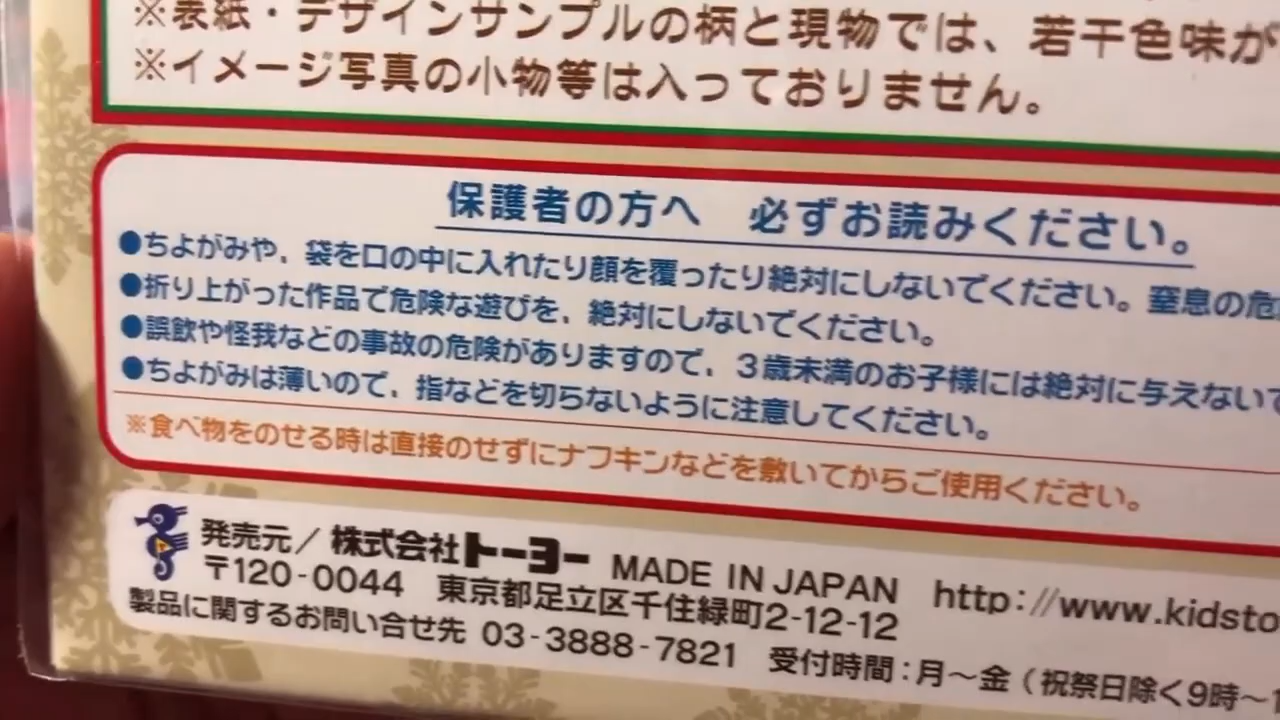 ※表紙・デザインサンプルの柄と現物では、若干色味が
※イメージ写真の小物等は入っておりません。
保護者の方へ 必ずお読みください。
●ちよがみや、袋を口の中に入れたり顔を覆ったり絶対にしないでください。窒息の危
●折り上がった作品で危険な遊びを、絶対にしないでください。
●誤飲や怪我などの事故の危険がありますので、3歳未満のお子様には絶対に与えないで
●ちよがみは薄いので、指などを切らないように注意してください。
※食べ物をのせる時は直接のせずにナフキンなどを敷いてからご使用ください。
発売元／株式会社トーヨー MADE IN JAPAN http://www.kidsto
〒120-0044 東京都足立区千住緑町2-12-12
製品に関するお問い合せ先 03-3888-7821 受付時間：月〜金（祝祭日除く9時〜1